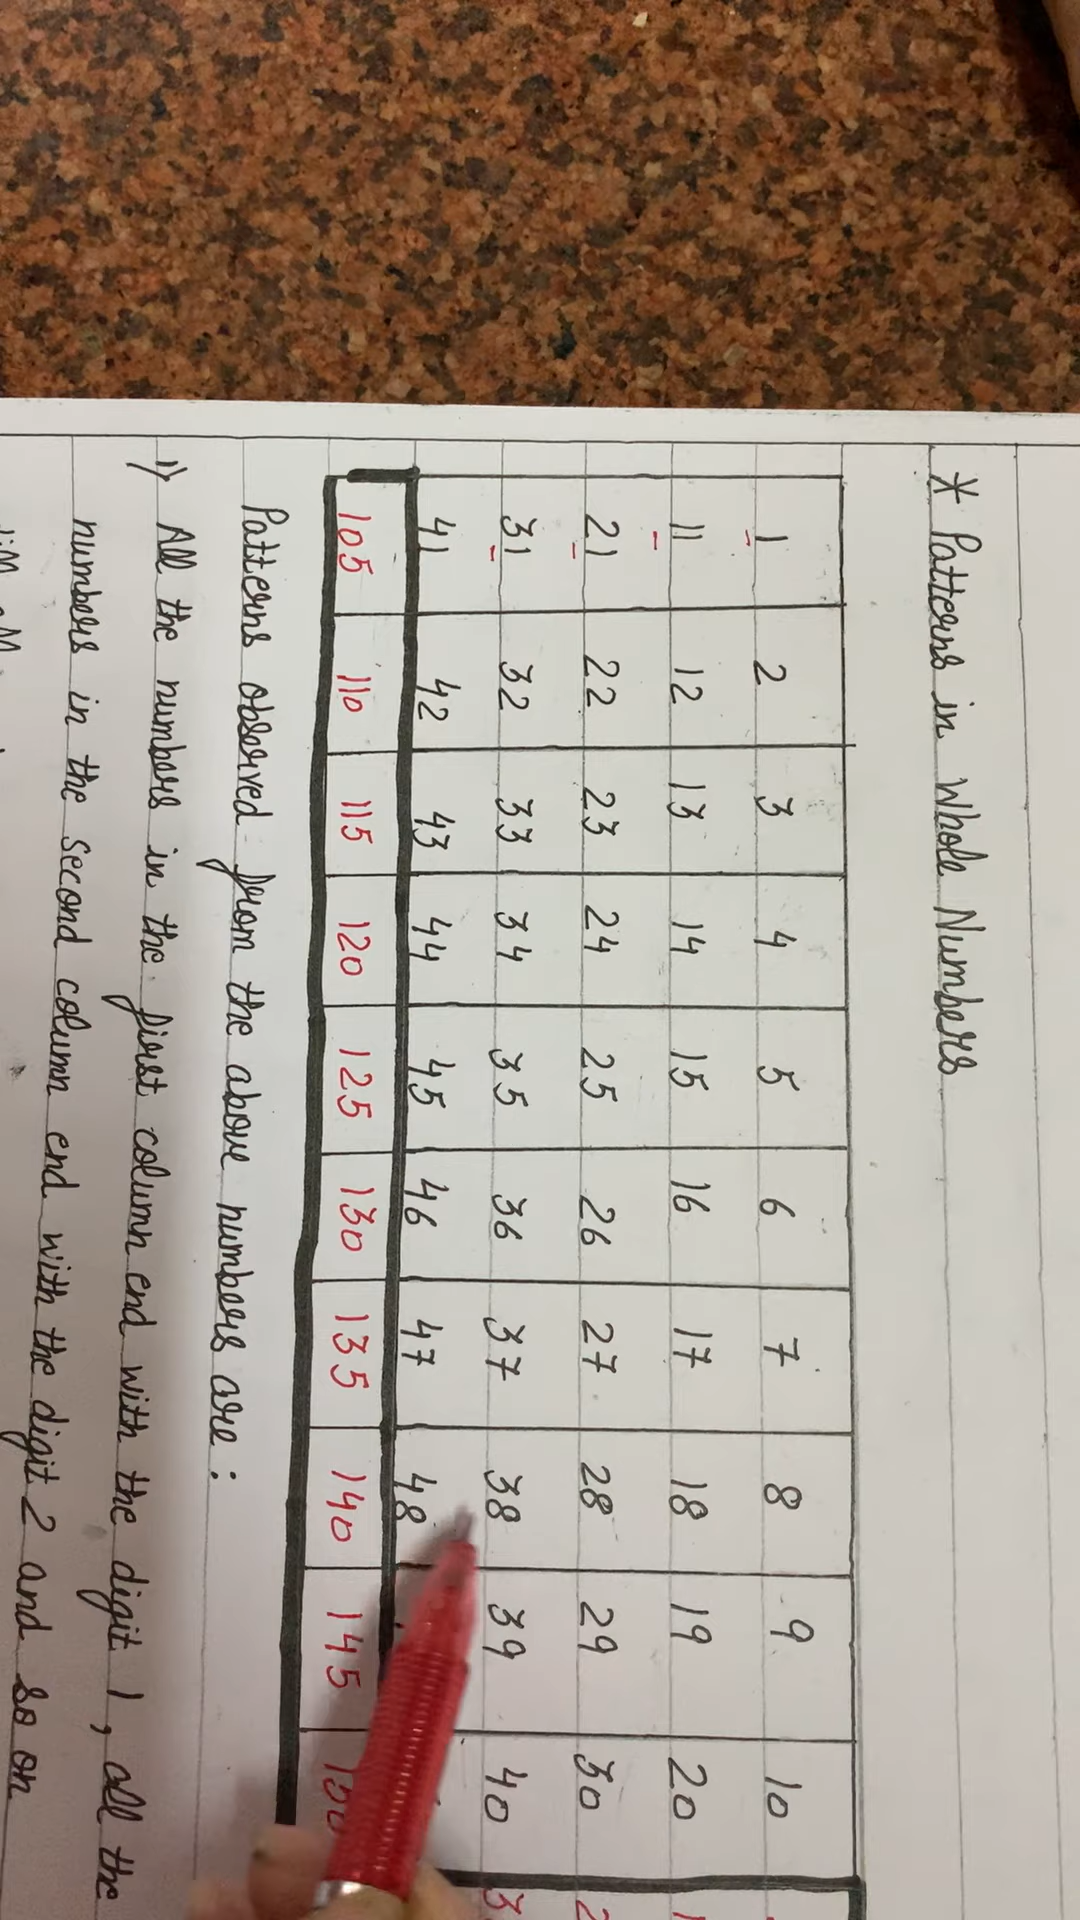 * Patterns in Whole Numbers
1 2 3 4 5 6 7 8 9 10
11 12 13 14 15 16 17 18 19 20
21 22 23 24 25 26 27 28 29 30
31 32 33 34 35 36 37 38 39 40
41 42 43 44 45 46 47 48
105 110 115 120 125 130 135 140 145
Patterns observed from the above numbers are :
1) All the numbers in the first column end with the digit 1, all the
numbers in the second column end with the digit 2 and so on